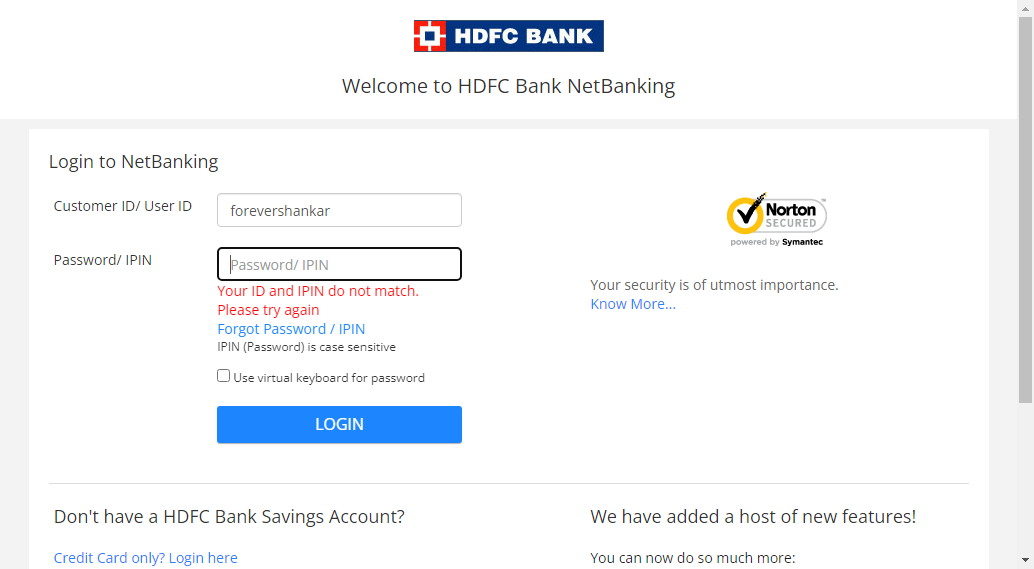 HDFC BANK
Welcome to HDFC Bank NetBanking
Login to NetBanking
Customer ID/ User ID
forevershankar
Password/ IPIN
Password/ IPIN
Your ID and IPIN do not match.
Please try again
Forgot Password / IPIN
IPIN (Password) is case sensitive
Use virtual keyboard for password
LOGIN
Norton
SECURED
powered by Symantec
Your security is of utmost importance.
Know More...
Don't have a HDFC Bank Savings Account?
Credit Card only? Login here
We have added a host of new features!
You can now do so much more: